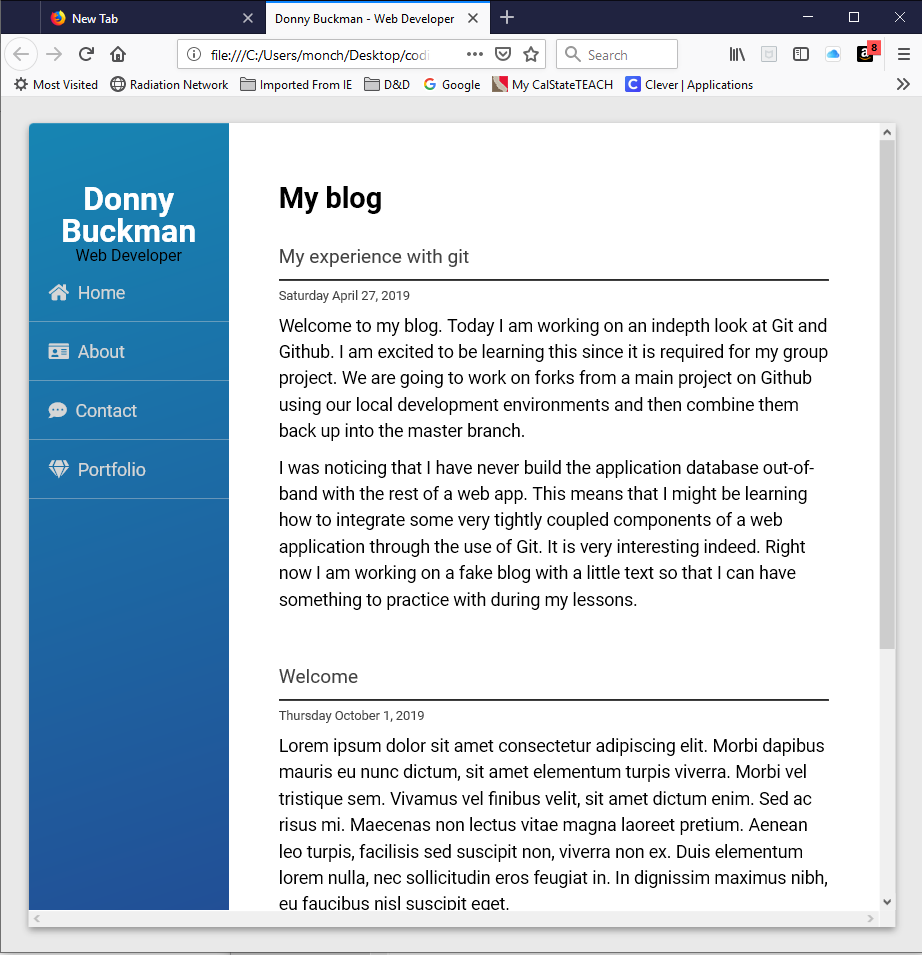 New Tab
Donny Buckman - Web Developer
file:///C:/Users/monch/Desktop/codi
Search
8
Most Visited
Radiation Network
Imported From IE
D&D
Google
My CalStateTEACH
Clever | Applications
Donny
Buckman
Web Developer
Home
About
Contact
Portfolio
My blog
My experience with git
Saturday April 27, 2019
Welcome to my blog. Today I am working on an indepth look at Git and
Github. I am excited to be learning this since it is required for my group
project. We are going to work on forks from a main project on Github
using our local development environments and then combine them
back up into the master branch.
I was noticing that I have never build the application database out-of-
band with the rest of a web app. This means that I might be learning
how to integrate some very tightly coupled components of a web
application through the use of Git. It is very interesting indeed. Right
now I am working on a fake blog with a little text so that I can have
something to practice with during my lessons.
Welcome
Thursday October 1, 2019
Lorem ipsum dolor sit amet consectetur adipiscing elit. Morbi dapibus
mauris eu nunc dictum, sit amet elementum turpis viverra. Morbi vel
tristique sem. Vivamus vel finibus velit, sit amet dictum enim. Sed ac
risus mi. Maecenas non lectus vitae magna laoreet pretium. Aenean
leo turpis, facilisis sed suscipit non, viverra non ex. Duis elementum
lorem nulla, nec sollicitudin eros feugiat in. In dignissim maximus nibh,
eu faucibus nisl suscipit eget.